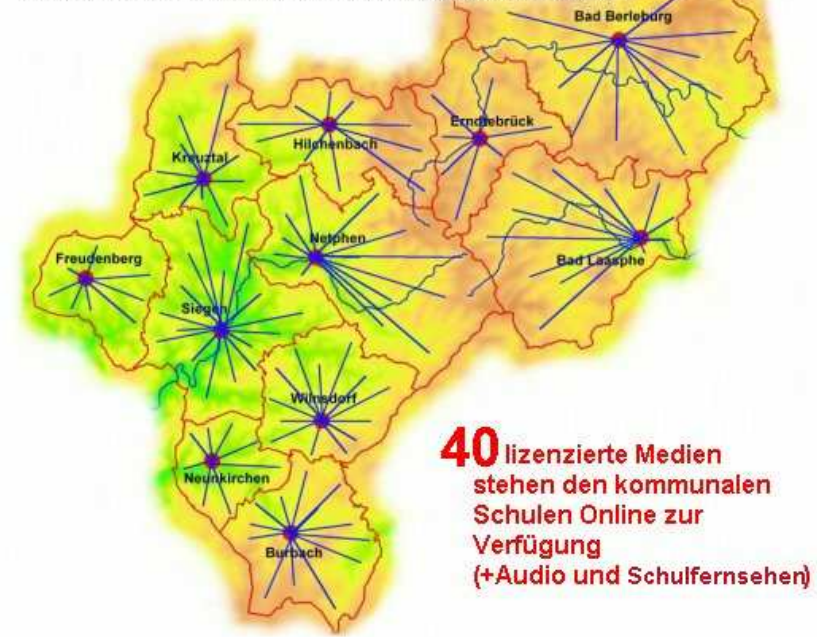 Bad Berleburg
Erndtebrück
Hilchenbach
Kreuztal
Netphen
Freudenberg
Bad Laasphe
Siegen
Wilnsdorf
Neunkirchen
Burbach
40 lizenzierte Medien
stehen den kommunalen
Schulen Online zur
Verfügung
(+Audio und Schulfernsehen)